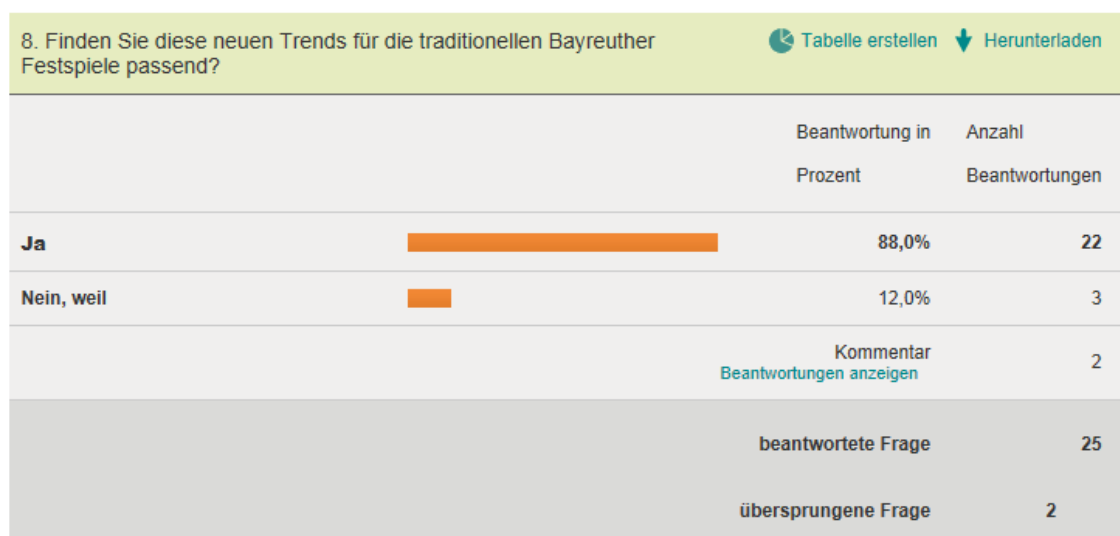 8. Finden Sie diese neuen Trends für die traditionellen Bayreuther
Festspiele passend?
Tabelle erstellen Herunterladen
Beantwortung in
Prozent
Anzahl
Beantwortungen
Ja 88,0% 22
Nein, weil 12,0% 3
Kommentar 2
Beantwortungen anzeigen
beantwortete Frage 25
übersprungene Frage 2